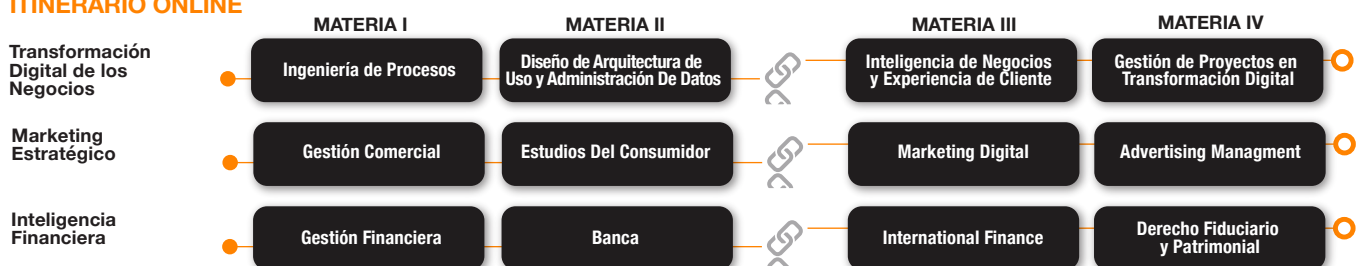 ITINERARIO ONLINE
MATERIA I
MATERIA II
MATERIA III
MATERIA IV
Transformación
Digital de los
Negocios
Ingeniería de Procesos
Diseño de Arquitectura de
Uso y Administración De Datos
Inteligencia de Negocios
y Experiencia de Cliente
Gestión de Proyectos en
Transformación Digital
Marketing
Estratégico
Gestión Comercial
Estudios Del Consumidor
Marketing Digital
Advertising Managment
Inteligencia
Financiera
Gestión Financiera
Banca
International Finance
Derecho Fiduciario
y Patrimonial